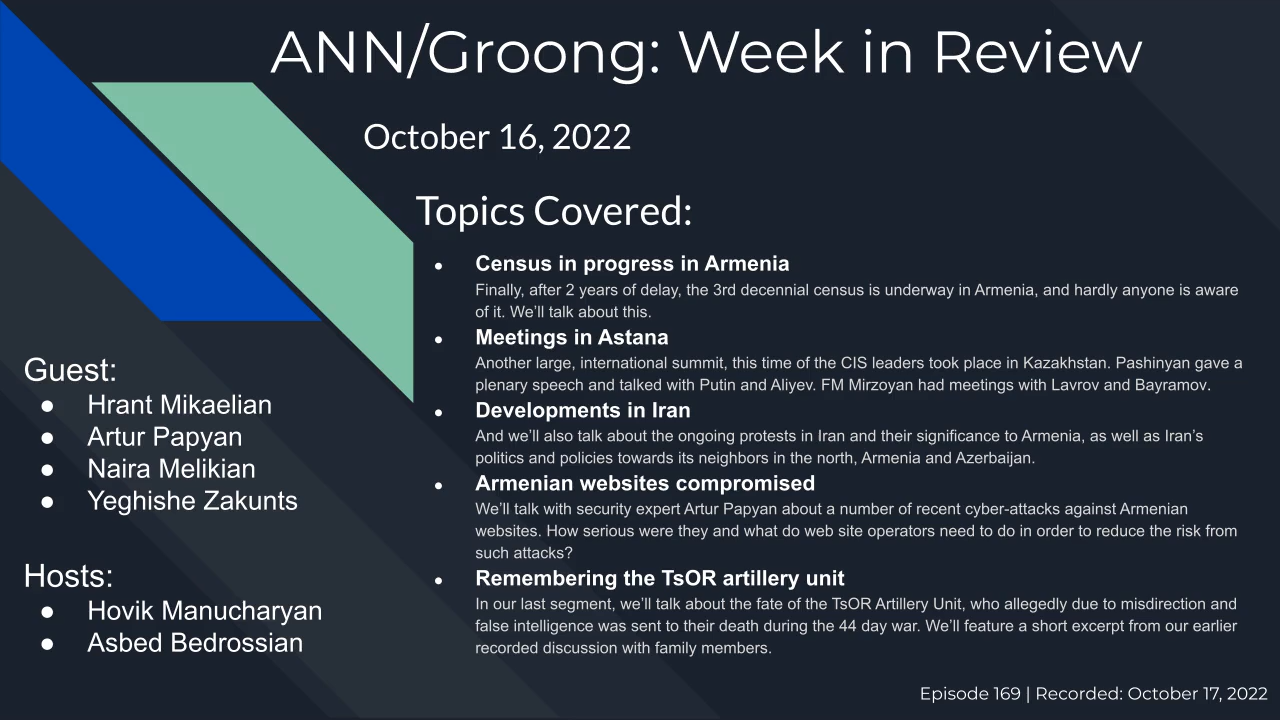 ANN/Groong: Week in Review
October 16, 2022
Topics Covered:
● Census in progress in Armenia
Finally, after 2 years of delay, the 3rd decennial census is underway in Armenia, and hardly anyone is aware
of it. We’ll talk about this.
● Meetings in Astana
Another large, international summit, this time of the CIS leaders took place in Kazakhstan. Pashinyan gave a
plenary speech and talked with Putin and Aliyev. FM Mirzoyan had meetings with Lavrov and Bayramov.
● Developments in Iran
And we’ll also talk about the ongoing protests in Iran and their significance to Armenia, as well as Iran’s
politics and policies towards its neighbors in the north, Armenia and Azerbaijan.
● Armenian websites compromised
We’ll talk with security expert Artur Papyan about a number of recent cyber-attacks against Armenian
websites. How serious were they and what do web site operators need to do in order to reduce the risk from
such attacks?
● Remembering the TsOR artillery unit
In our last segment, we’ll talk about the fate of the TsOR Artillery Unit, who allegedly due to misdirection and
false intelligence was sent to their death during the 44 day war. We’ll feature a short excerpt from our earlier
recorded discussion with family members.
Guest:
● Hrant Mikaelian
● Artur Papyan
● Naira Melikian
● Yeghishe Zakunts
Hosts:
● Hovik Manucharyan
● Asbed Bedrossian
Episode 169 | Recorded: October 17, 2022